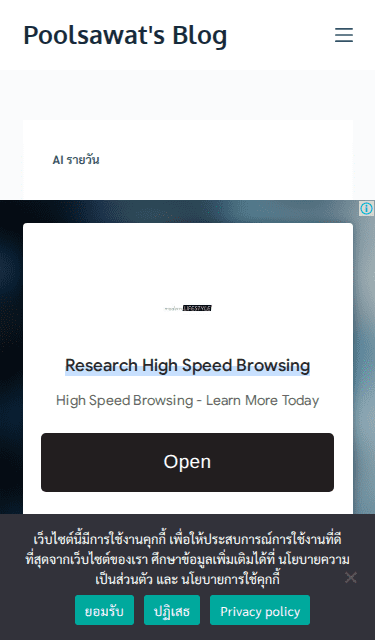 Poolsawat's Blog
AI รายวัน
modern LIFESTYLE
Research High Speed Browsing
High Speed Browsing - Learn More Today
Open
เว็บไซต์นี้มีการใช้งานคุกกี้ เพื่อให้ประสบการณ์การใช้งานที่ดี
ที่สุดจากเว็บไซต์ของเรา ศึกษาข้อมูลเพิ่มเติมได้ที่ นโยบายความ
เป็นส่วนตัว และ นโยบายการใช้คุกกี้
ยอมรับ
ปฏิเสธ
Privacy policy